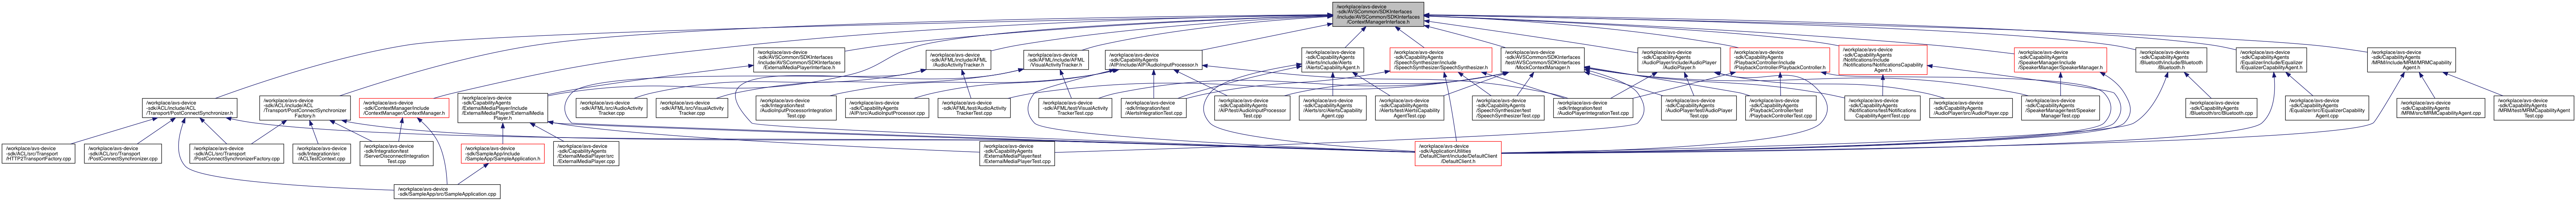 /workplace/avs-device
-sdk/AVSCommon/SDKInterfaces
/include/AVSCommon/SDKInterfaces
/ContextManagerInterface.h
/workplace/avs-device
-sdk/AVSCommon/SDKInterfaces
/include/AVSCommon/SDKInterfaces
/ExternalMediaPlayerInterface.h
/workplace/avs-device
-sdk/AFML/include/AFML
/AudioActivityTracker.h
/workplace/avs-device
-sdk/AFML/include/AFML
/VisualActivityTracker.h
/workplace/avs-device
-sdk/CapabilityAgents
/AIP/include/AIP/AudioInputProcessor.h
/workplace/avs-device
-sdk/CapabilityAgents
/Alerts/include/Alerts
/AlertsCapabilityAgent.h
/workplace/avs-device
-sdk/CapabilityAgents
/SpeechSynthesizer/include
/SpeechSynthesizer/SpeechSynthesizer.h
/workplace/avs-device
-sdk/AVSCommon/SDKInterfaces
/test/AVSCommon/SDKInterfaces
/MockContextManager.h
/workplace/avs-device
-sdk/CapabilityAgents
/AudioPlayer/include/AudioPlayer
/AudioPlayer.h
/workplace/avs-device
-sdk/CapabilityAgents
/PlaybackController/include
/PlaybackController/PlaybackController.h
/workplace/avs-device
-sdk/CapabilityAgents
/Notifications/include
/Notifications/NotificationsCapability
Agent.h
/workplace/avs-device
-sdk/CapabilityAgents
/SpeakerManager/include
/SpeakerManager/SpeakerManager.h
/workplace/avs-device
-sdk/CapabilityAgents
/Bluetooth/include/Bluetooth
/Bluetooth.h
/workplace/avs-device
-sdk/CapabilityAgents
/Equalizer/include/Equalizer
/EqualizerCapabilityAgent.h
/workplace/avs-device
-sdk/CapabilityAgents
/MRM/include/MRM/MRMCapability
Agent.h
/workplace/avs-device
-sdk/ACL/include/ACL
/Transport/PostConnectSynchronizer.h
/workplace/avs-device
-sdk/ACL/include/ACL
/Transport/PostConnectSynchronizer
Factory.h
/workplace/avs-device
-sdk/ContextManager/include
/ContextManager/ContextManager.h
/workplace/avs-device
-sdk/CapabilityAgents
/ExternalMediaPlayer/include
/ExternalMediaPlayer/ExternalMedia
Player.h
/workplace/avs-device
-sdk/AFML/src/AudioActivity
Tracker.cpp
/workplace/avs-device
-sdk/AFML/src/VisualActivity
Tracker.cpp
/workplace/avs-device
-sdk/Integration/test
/AudioInputProcessorIntegration
Test.cpp
/workplace/avs-device
-sdk/CapabilityAgents
/AIP/src/AudioInputProcessor.cpp
/workplace/avs-device
-sdk/AFML/test/AudioActivity
TrackerTest.cpp
/workplace/avs-device
-sdk/AFML/test/VisualActivity
TrackerTest.cpp
/workplace/avs-device
-sdk/Integration/test
/AlertsIntegrationTest.cpp
/workplace/avs-device
-sdk/CapabilityAgents
/AIP/test/AudioInputProcessor
Test.cpp
/workplace/avs-device
-sdk/CapabilityAgents
/Alerts/src/AlertsCapability
Agent.cpp
/workplace/avs-device
-sdk/CapabilityAgents
/Alerts/test/AlertsCapability
AgentTest.cpp
/workplace/avs-device
-sdk/CapabilityAgents
/SpeechSynthesizer/test
/SpeechSynthesizerTest.cpp
/workplace/avs-device
-sdk/Integration/test
/AudioPlayerIntegrationTest.cpp
/workplace/avs-device
-sdk/CapabilityAgents
/AudioPlayer/test/AudioPlayer
Test.cpp
/workplace/avs-device
-sdk/CapabilityAgents
/PlaybackController/test
/PlaybackControllerTest.cpp
/workplace/avs-device
-sdk/CapabilityAgents
/Notifications/test/Notifications
CapabilityAgentTest.cpp
/workplace/avs-device
-sdk/CapabilityAgents
/AudioPlayer/src/AudioPlayer.cpp
/workplace/avs-device
-sdk/CapabilityAgents
/SpeakerManager/test/Speaker
ManagerTest.cpp
/workplace/avs-device
-sdk/CapabilityAgents
/Bluetooth/src/Bluetooth.cpp
/workplace/avs-device
-sdk/CapabilityAgents
/Equalizer/src/EqualizerCapability
Agent.cpp
/workplace/avs-device
-sdk/CapabilityAgents
/MRM/src/MRMCapabilityAgent.cpp
/workplace/avs-device
-sdk/CapabilityAgents
/MRM/test/MRMCapabilityAgent
Test.cpp
/workplace/avs-device
-sdk/ACL/src/Transport
/HTTP2TransportFactory.cpp
/workplace/avs-device
-sdk/ACL/src/Transport
/PostConnectSynchronizer.cpp
/workplace/avs-device
-sdk/ACL/src/Transport
/PostConnectSynchronizerFactory.cpp
/workplace/avs-device
-sdk/Integration/src
/ACLTestContext.cpp
/workplace/avs-device
-sdk/Integration/test
/ServerDisconnectIntegration
Test.cpp
/workplace/avs-device
-sdk/SampleApp/include
/SampleApp/SampleApplication.h
/workplace/avs-device
-sdk/CapabilityAgents
/ExternalMediaPlayer/src
/ExternalMediaPlayer.cpp
/workplace/avs-device
-sdk/CapabilityAgents
/ExternalMediaPlayer/test
/ExternalMediaPlayerTest.cpp
/workplace/avs-device
-sdk/ApplicationUtilities
/DefaultClient/include/DefaultClient
/DefaultClient.h
/workplace/avs-device
-sdk/SampleApp/src/SampleApplication.cpp